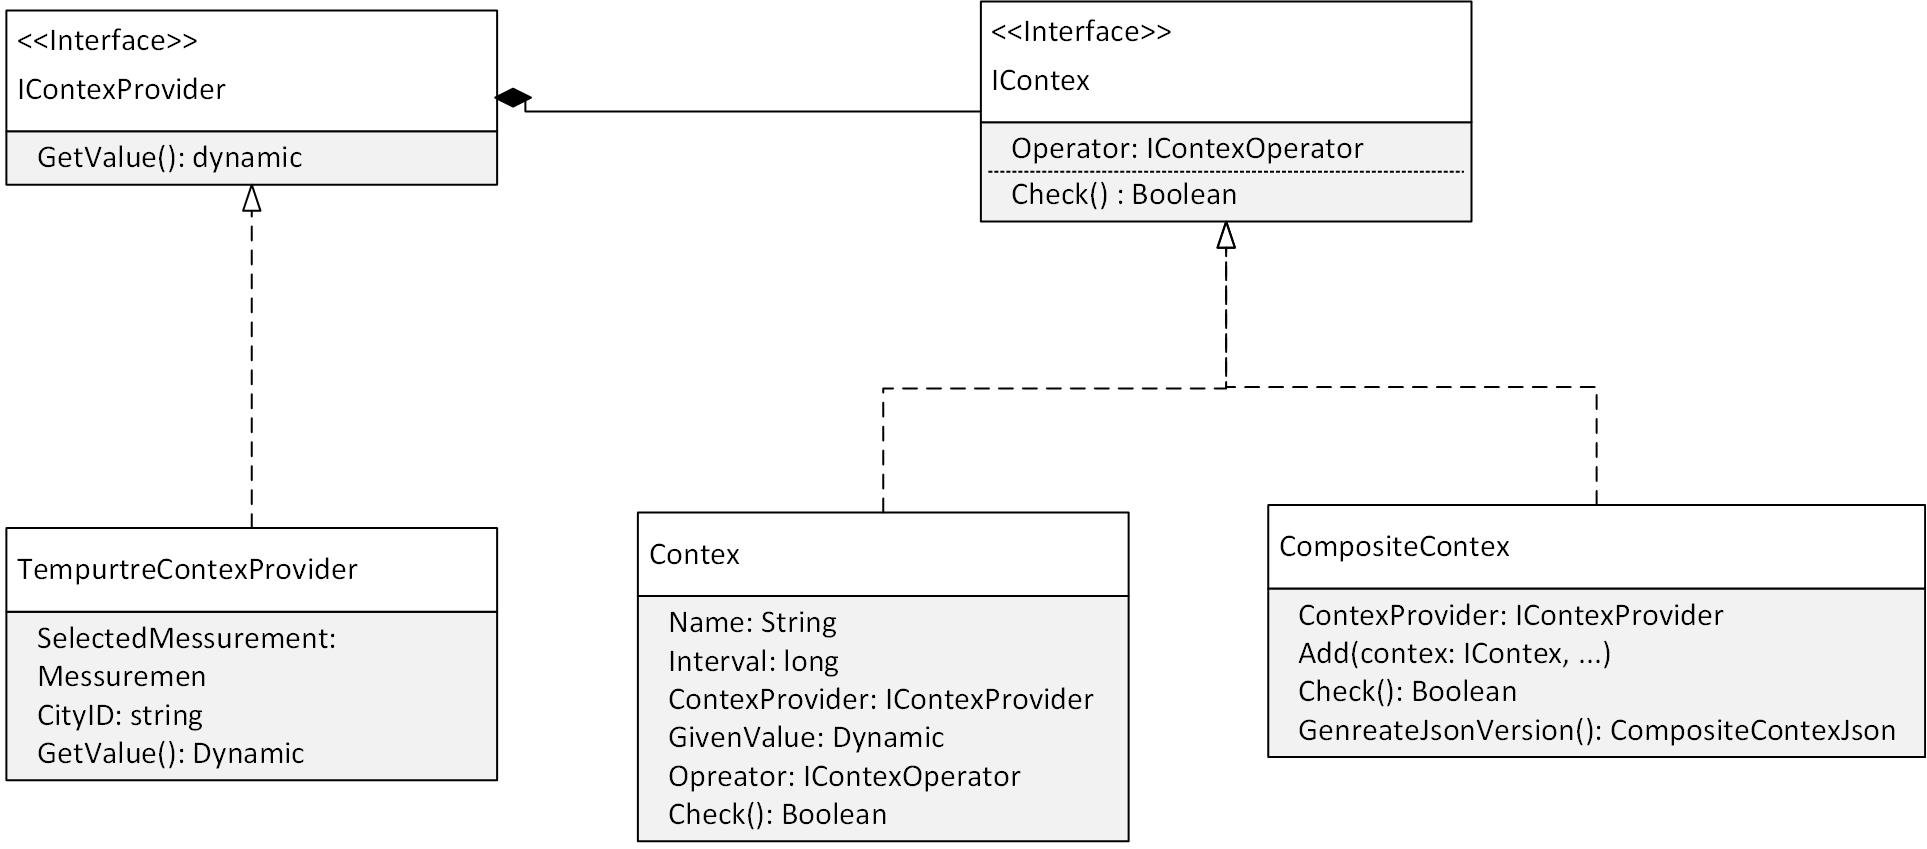 <<Interface>>
IContexProvider
GetValue(): dynamic
<<Interface>>
IContex
Operator: IContexOperator
Check() : Boolean
TempurtreContexProvider
SelectedMessurement:
Messuremen
CityID: string
GetValue(): Dynamic
Contex
Name: String
Interval: long
ContexProvider: IContexProvider
GivenValue: Dynamic
Opreator: IContexOperator
Check(): Boolean
CompositeContex
ContexProvider: IContexProvider
Add(contex: IContex, ...)
Check(): Boolean
GenreateJsonVersion(): CompositeContexJson